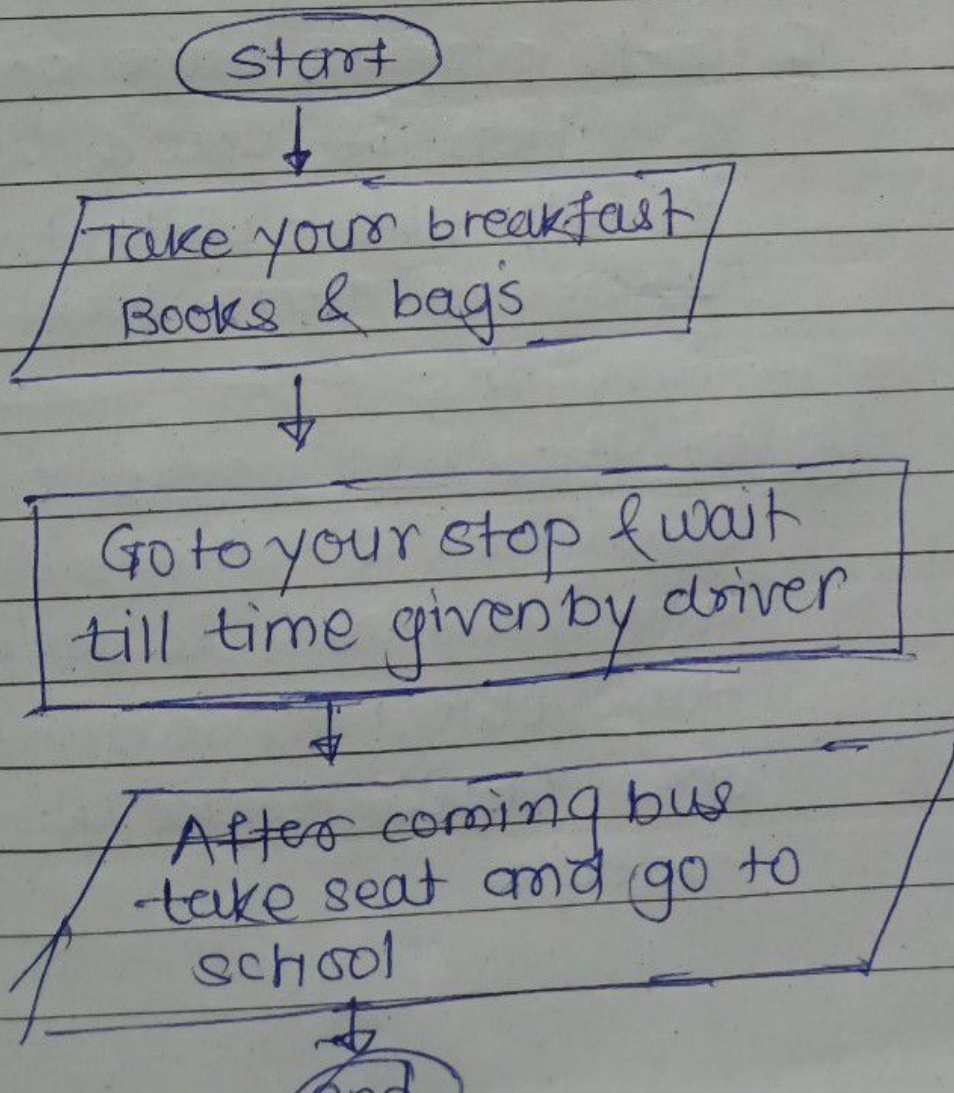 start
Take your breakfast
Books & bags
Go to your stop & wait
till time given by driver
After coming bus
take seat and go to
school
end